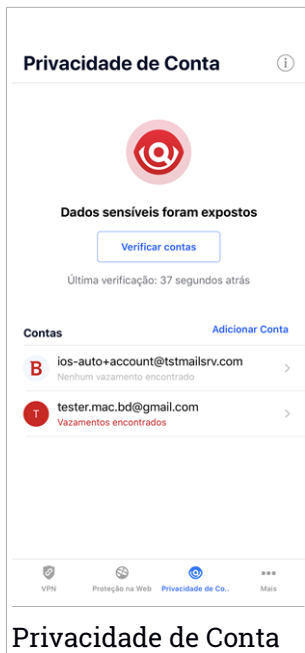 Privacidade de Conta
Dados sensíveis foram expostos
Verificar contas
Última verificação: 37 segundos atrás
Contas
Adicionar Conta
B
ios-auto+account@tstmailsrv.com
Nenhum vazamento encontrado
T
tester.mac.bd@gmail.com
Vazamentos encontrados
VPN
Proteção na Web
Privacidade de Co..
Mais
Privacidade de Conta